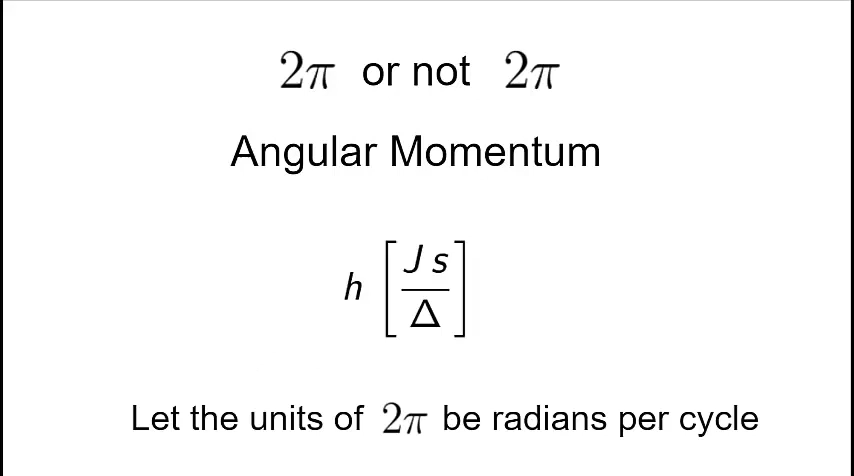 2π or not 2π
Angular Momentum
h [J s / Δ]
Let the units of 2π be radians per cycle